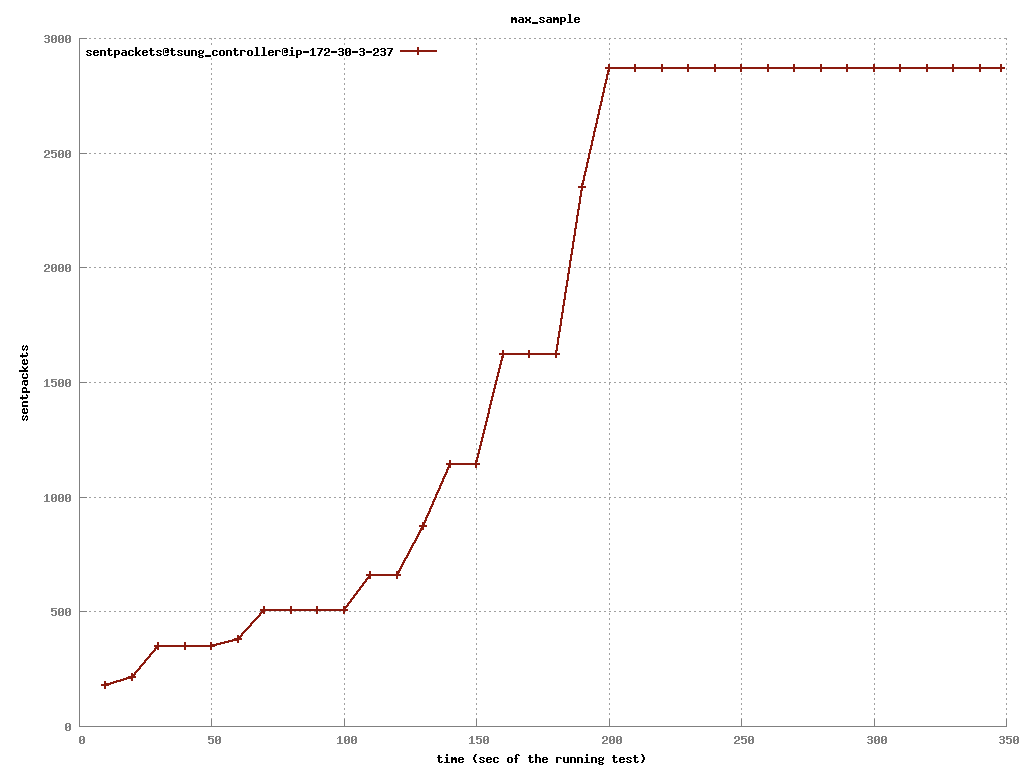 max_sample
sentpackets@tsung_controller@ip-172-30-3-237
3000
2500
2000
1500
1000
500
0
sentpackets
0 50 100 150 200 250 300 350
time (sec of the running test)